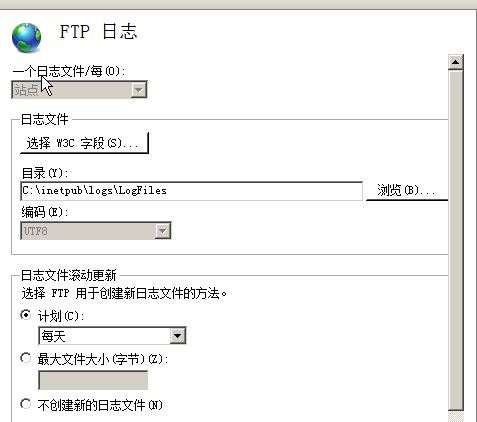 FTP 日志
一个日志文件/每(O):
站点
日志文件
选择 W3C 字段(S)...
目录(Y):
C:\inetpub\logs\LogFiles
浏览(B)...
编码(E):
UTF8
日志文件滚动更新
选择 FTP 用于创建新日志文件的方法。
计划(C):
每天
最大文件大小(字节)(Z):
不创建新的日志文件(N)